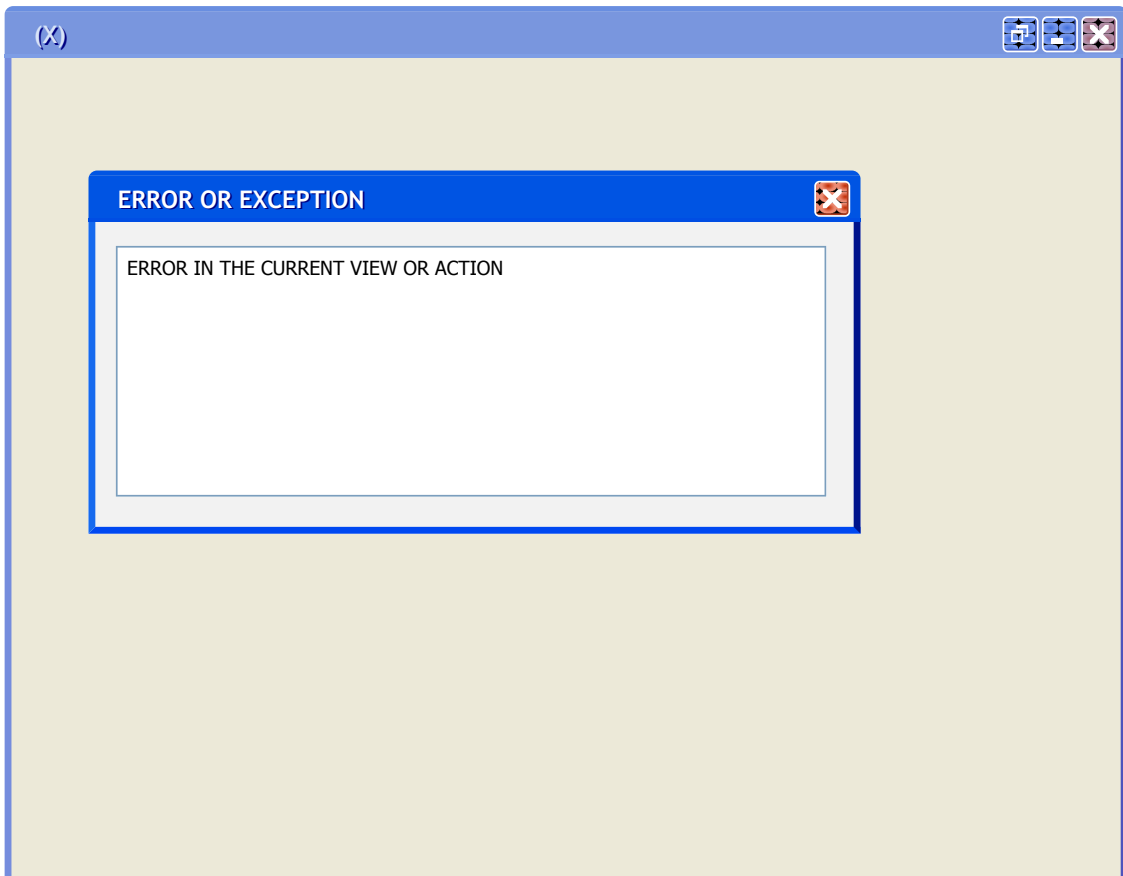 (X)
ERROR OR EXCEPTION
ERROR IN THE CURRENT VIEW OR ACTION